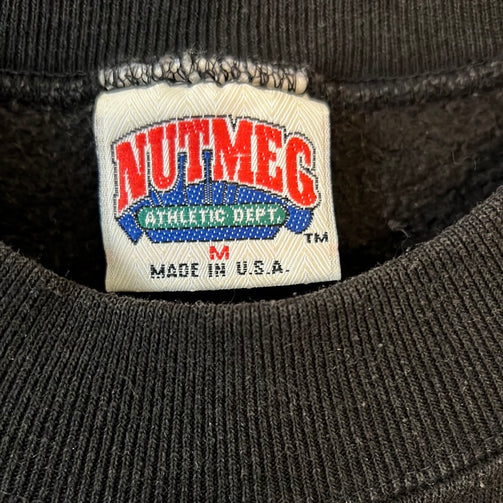 NUTMEG
ATHLETIC DEPT.
TM
M
MADE IN U.S.A.